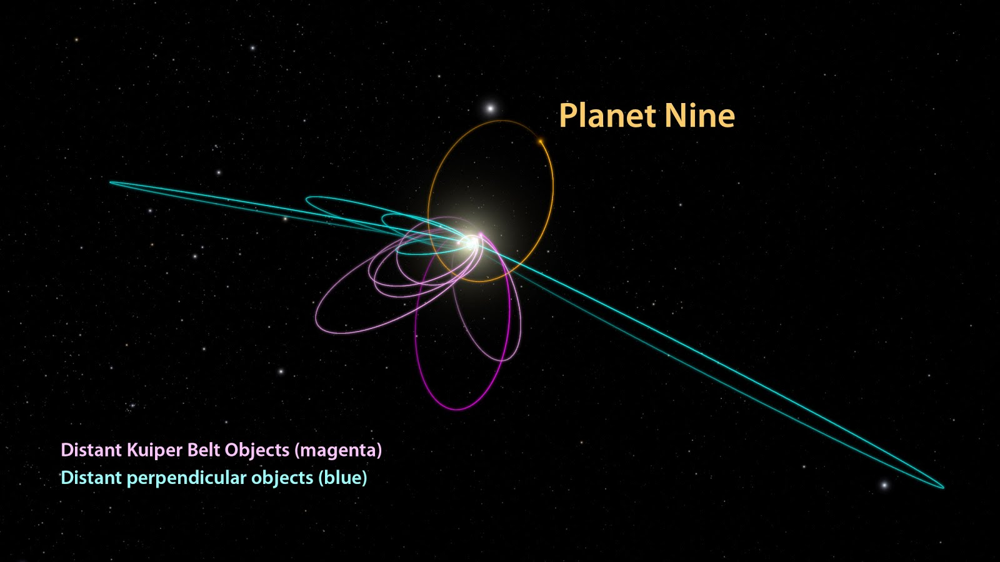 Planet Nine
Distant Kuiper Belt Objects (magenta)
Distant perpendicular objects (blue)